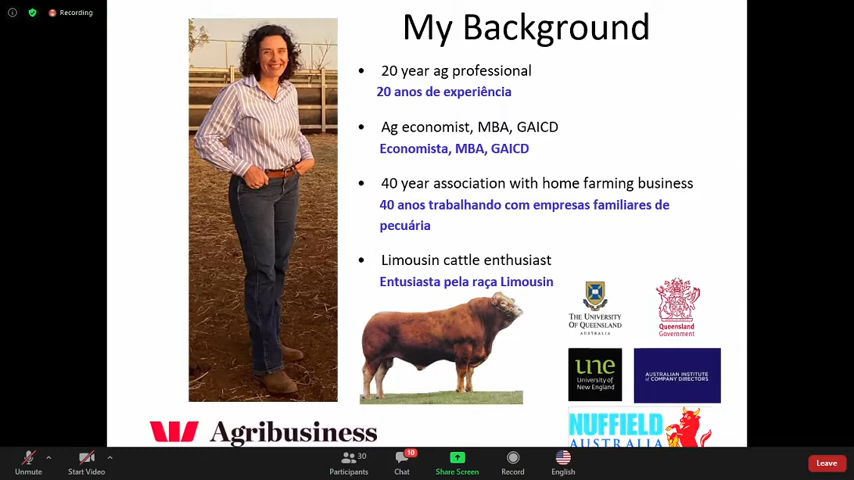 Recording
My Background
• 20 year ag professional
20 anos de experiência
• Ag economist, MBA, GAICD
Economista, MBA, GAICD
• 40 year association with home farming business
40 anos trabalhando com empresas familiares de
pecuária
• Limousin cattle enthusiast
Entusiasta pela raça Limousin
THE UNIVERSITY
OF QUEENSLAND
AUSTRALIA
Queensland
Government
une
University of
New England
AUSTRALIAN INSTITUTE
of COMPANY DIRECTORS
NUFFIELD
AUSTRALIA
Agribusiness
Unmute
Start Video
30
Participants
10
Chat
Share Screen
Record
English
Leave